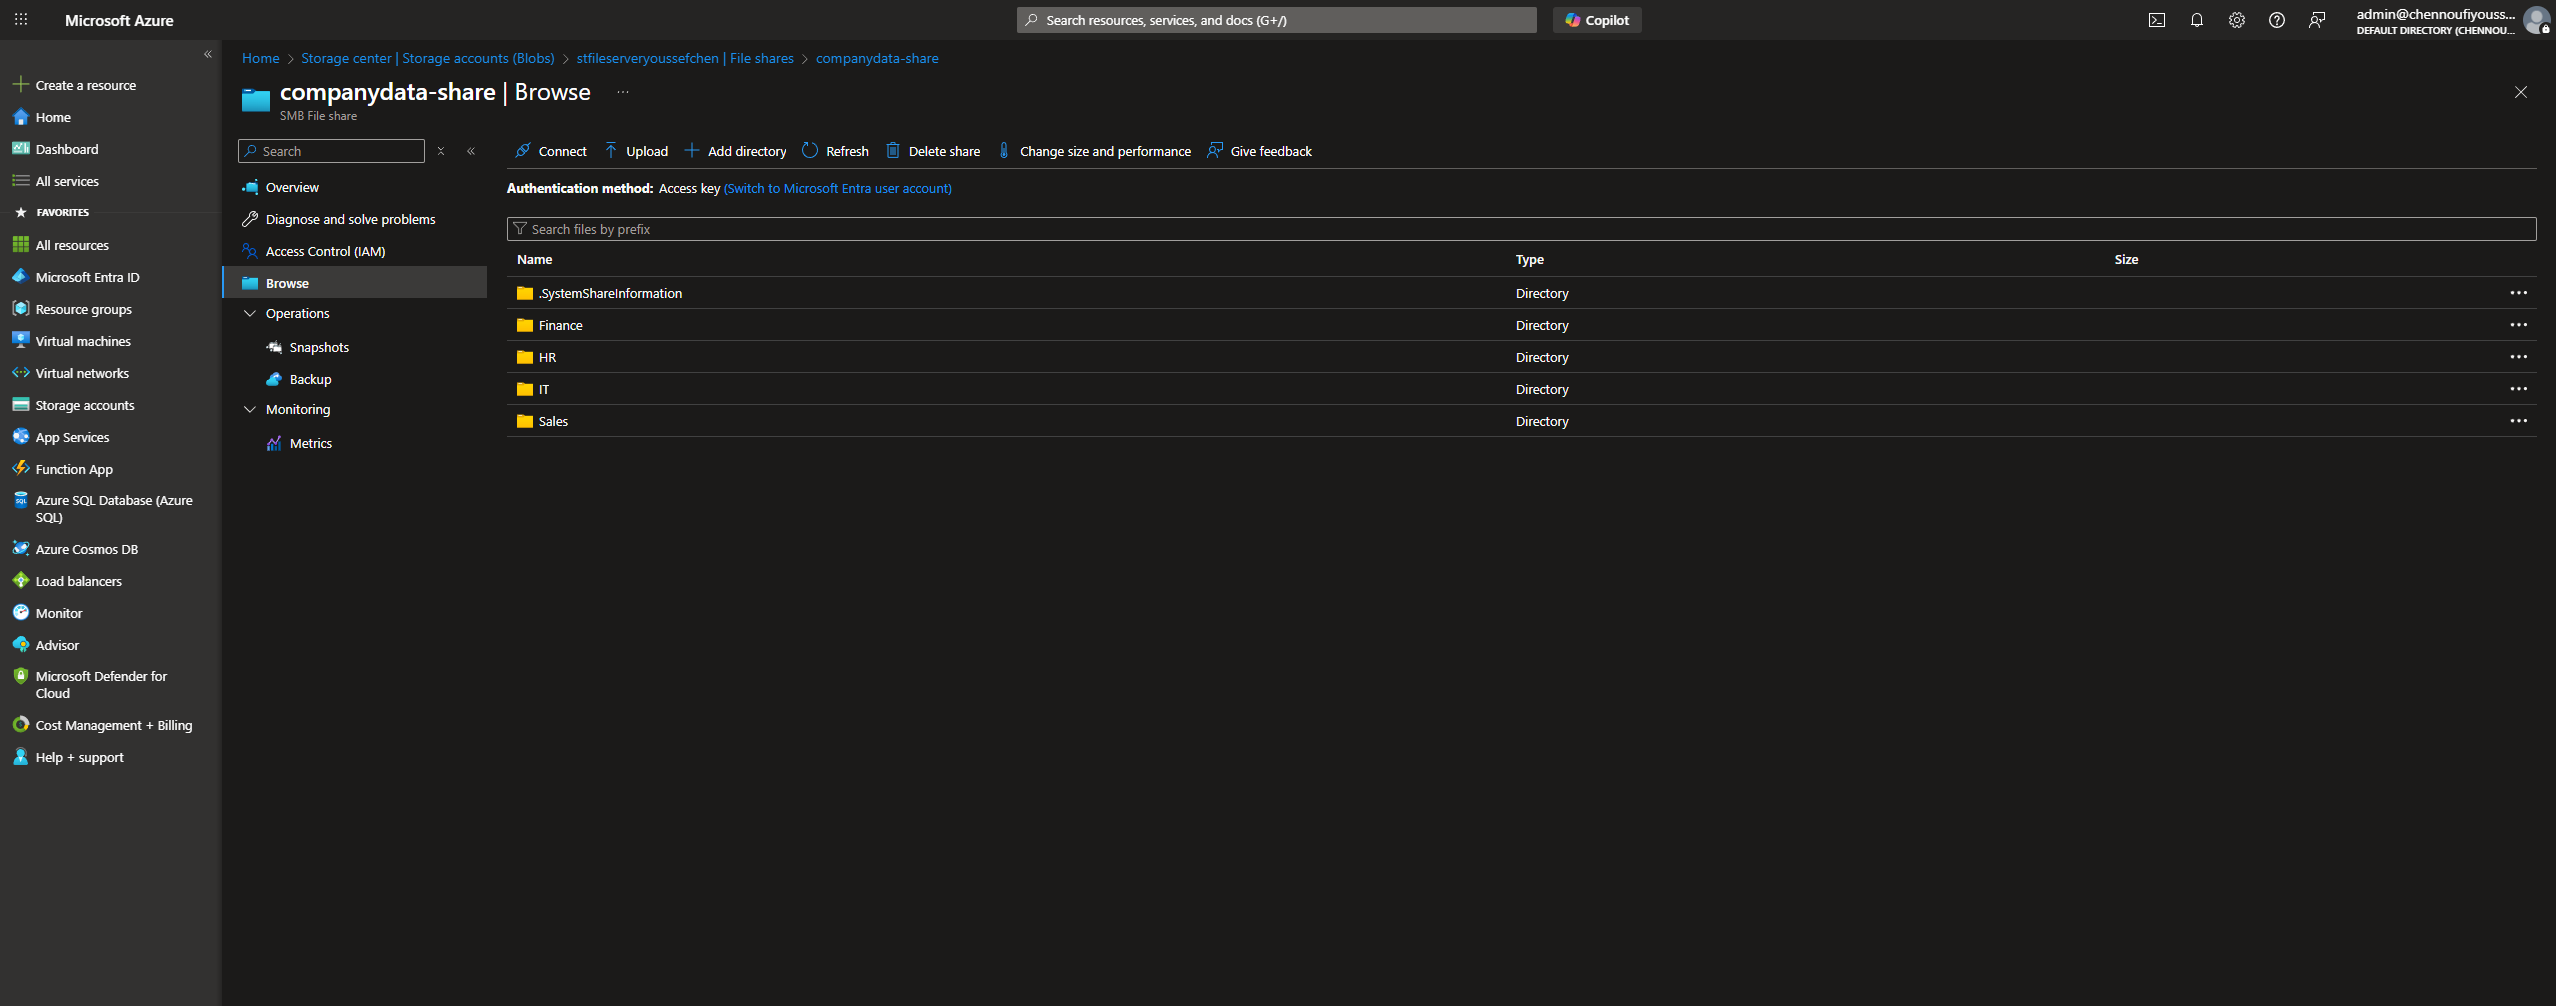 Microsoft Azure
Search resources, services, and docs (G+/)
Copilot
admin@chennoufiyouss...
DEFAULT DIRECTORY (CHENNOU...
Create a resource
Home
Dashboard
All services
FAVORITES
All resources
Microsoft Entra ID
Resource groups
Virtual machines
Virtual networks
Storage accounts
App Services
Function App
Azure SQL Database (Azure
SQL)
Azure Cosmos DB
Load balancers
Monitor
Advisor
Microsoft Defender for
Cloud
Cost Management + Billing
Help + support
Home > Storage center | Storage accounts (Blobs) > stfileserveryoussefchen | File shares > companydata-share
companydata-share | Browse ...
SMB File share
Search
Overview
Diagnose and solve problems
Access Control (IAM)
Browse
Operations
Snapshots
Backup
Monitoring
Metrics
Connect Upload Add directory Refresh Delete share Change size and performance Give feedback
Authentication method: Access key (Switch to Microsoft Entra user account)
Search files by prefix
Name Type Size
.SystemShareInformation Directory
Finance Directory
HR Directory
IT Directory
Sales Directory